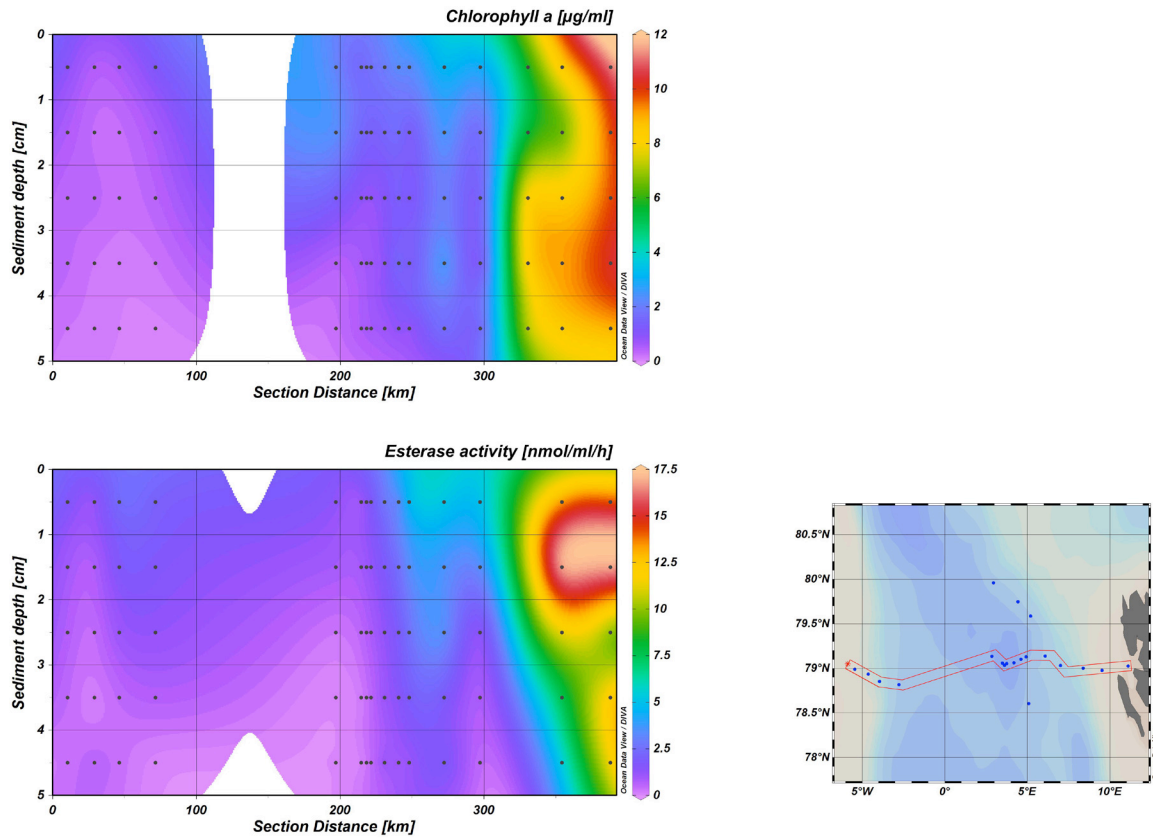 Chlorophyll a [µg/ml]
0
1
2
3
4
5
Sediment depth [cm]
0
100
200
300
Section Distance [km]
Ocean Data View / DIVA
12
10
8
6
4
2
0
Esterase activity [nmol/ml/h]
0
1
2
3
4
5
Sediment depth [cm]
0
100
200
300
Section Distance [km]
Ocean Data View / DIVA
17.5
15
12.5
10
7.5
5
2.5
0
80.5°N
80°N
79.5°N
79°N
78.5°N
78°N
5°W
0°
5°E
10°E